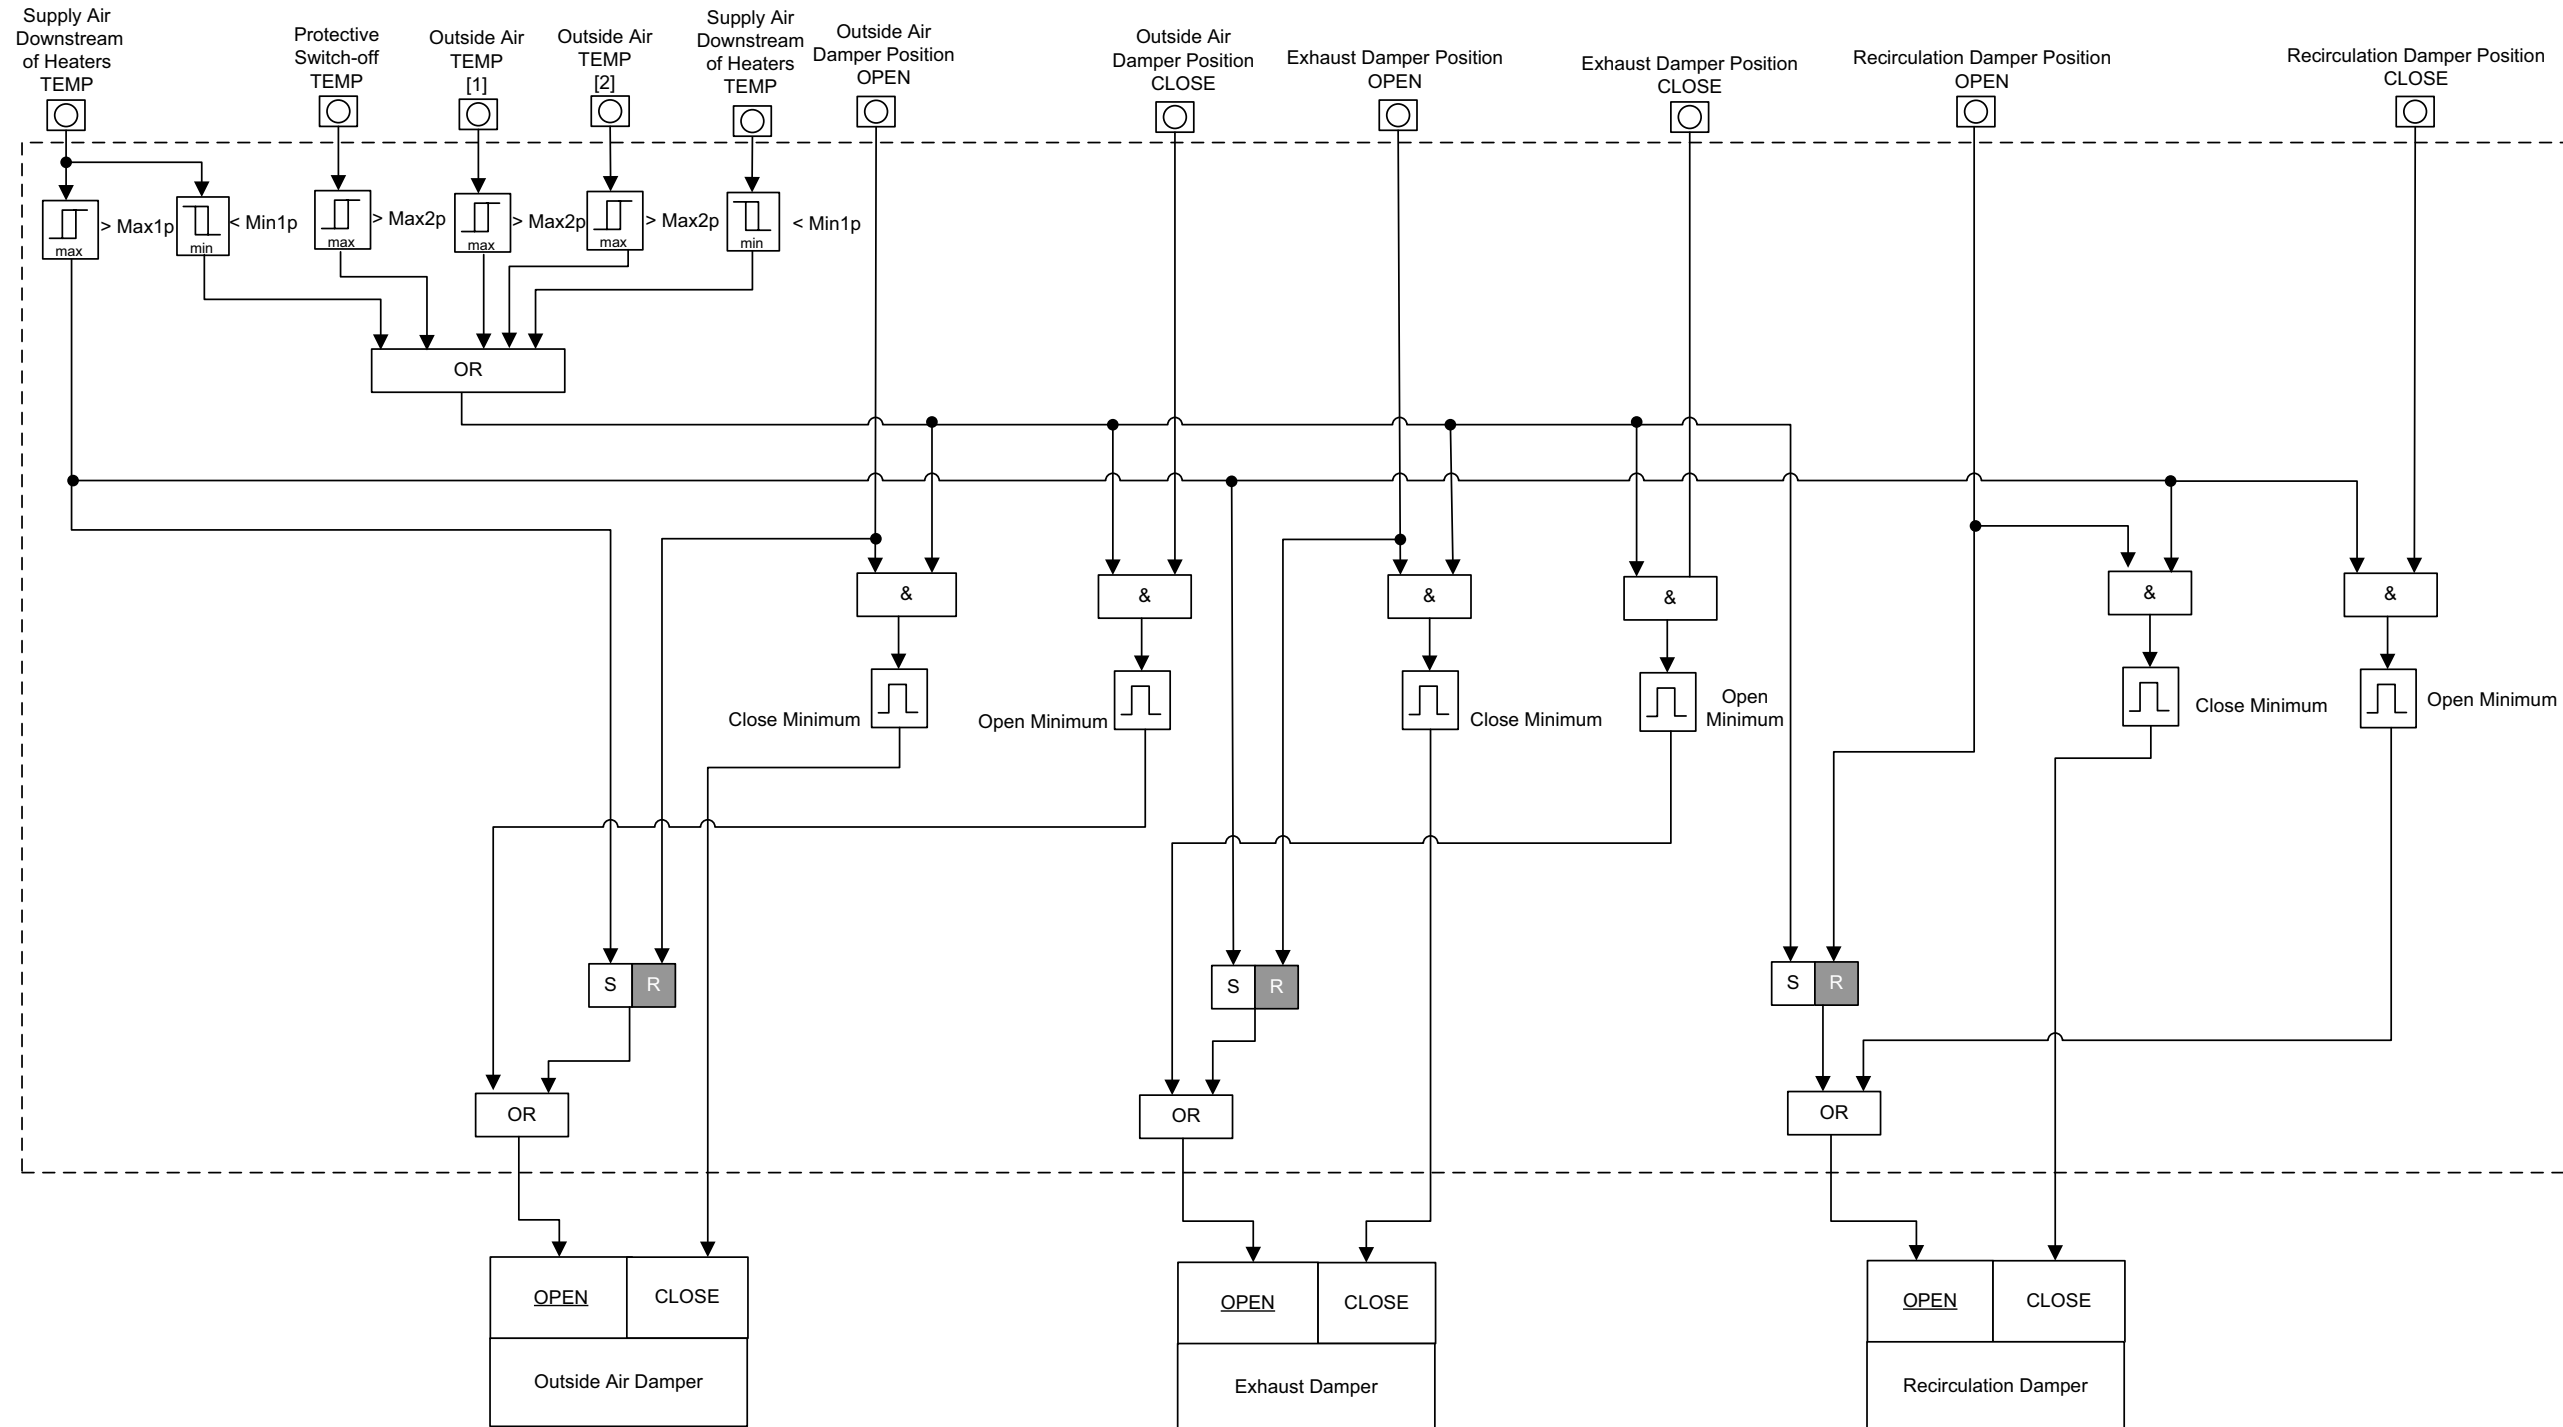 Supply Air
Downstream
of Heaters
TEMP
Protective
Switch-off
TEMP
Outside Air
TEMP
[1]
Outside Air
TEMP
[2]
Supply Air
Downstream
of Heaters
TEMP
Outside Air
Damper Position
OPEN
Outside Air
Damper Position
CLOSE
Exhaust Damper Position
OPEN
Exhaust Damper Position
CLOSE
Recirculation Damper Position
OPEN
Recirculation Damper Position
CLOSE
max
> Max1p
min
< Min1p
max
> Max2p
max
> Max2p
max
> Max2p
min
< Min1p
OR
&
&
&
&
&
&
Close Minimum
Open Minimum
Close Minimum
Open
Minimum
Close Minimum
Open Minimum
S R
S R
S R
OR
OR
OR
OPEN CLOSE
Outside Air Damper
OPEN CLOSE
Exhaust Damper
OPEN CLOSE
Recirculation Damper